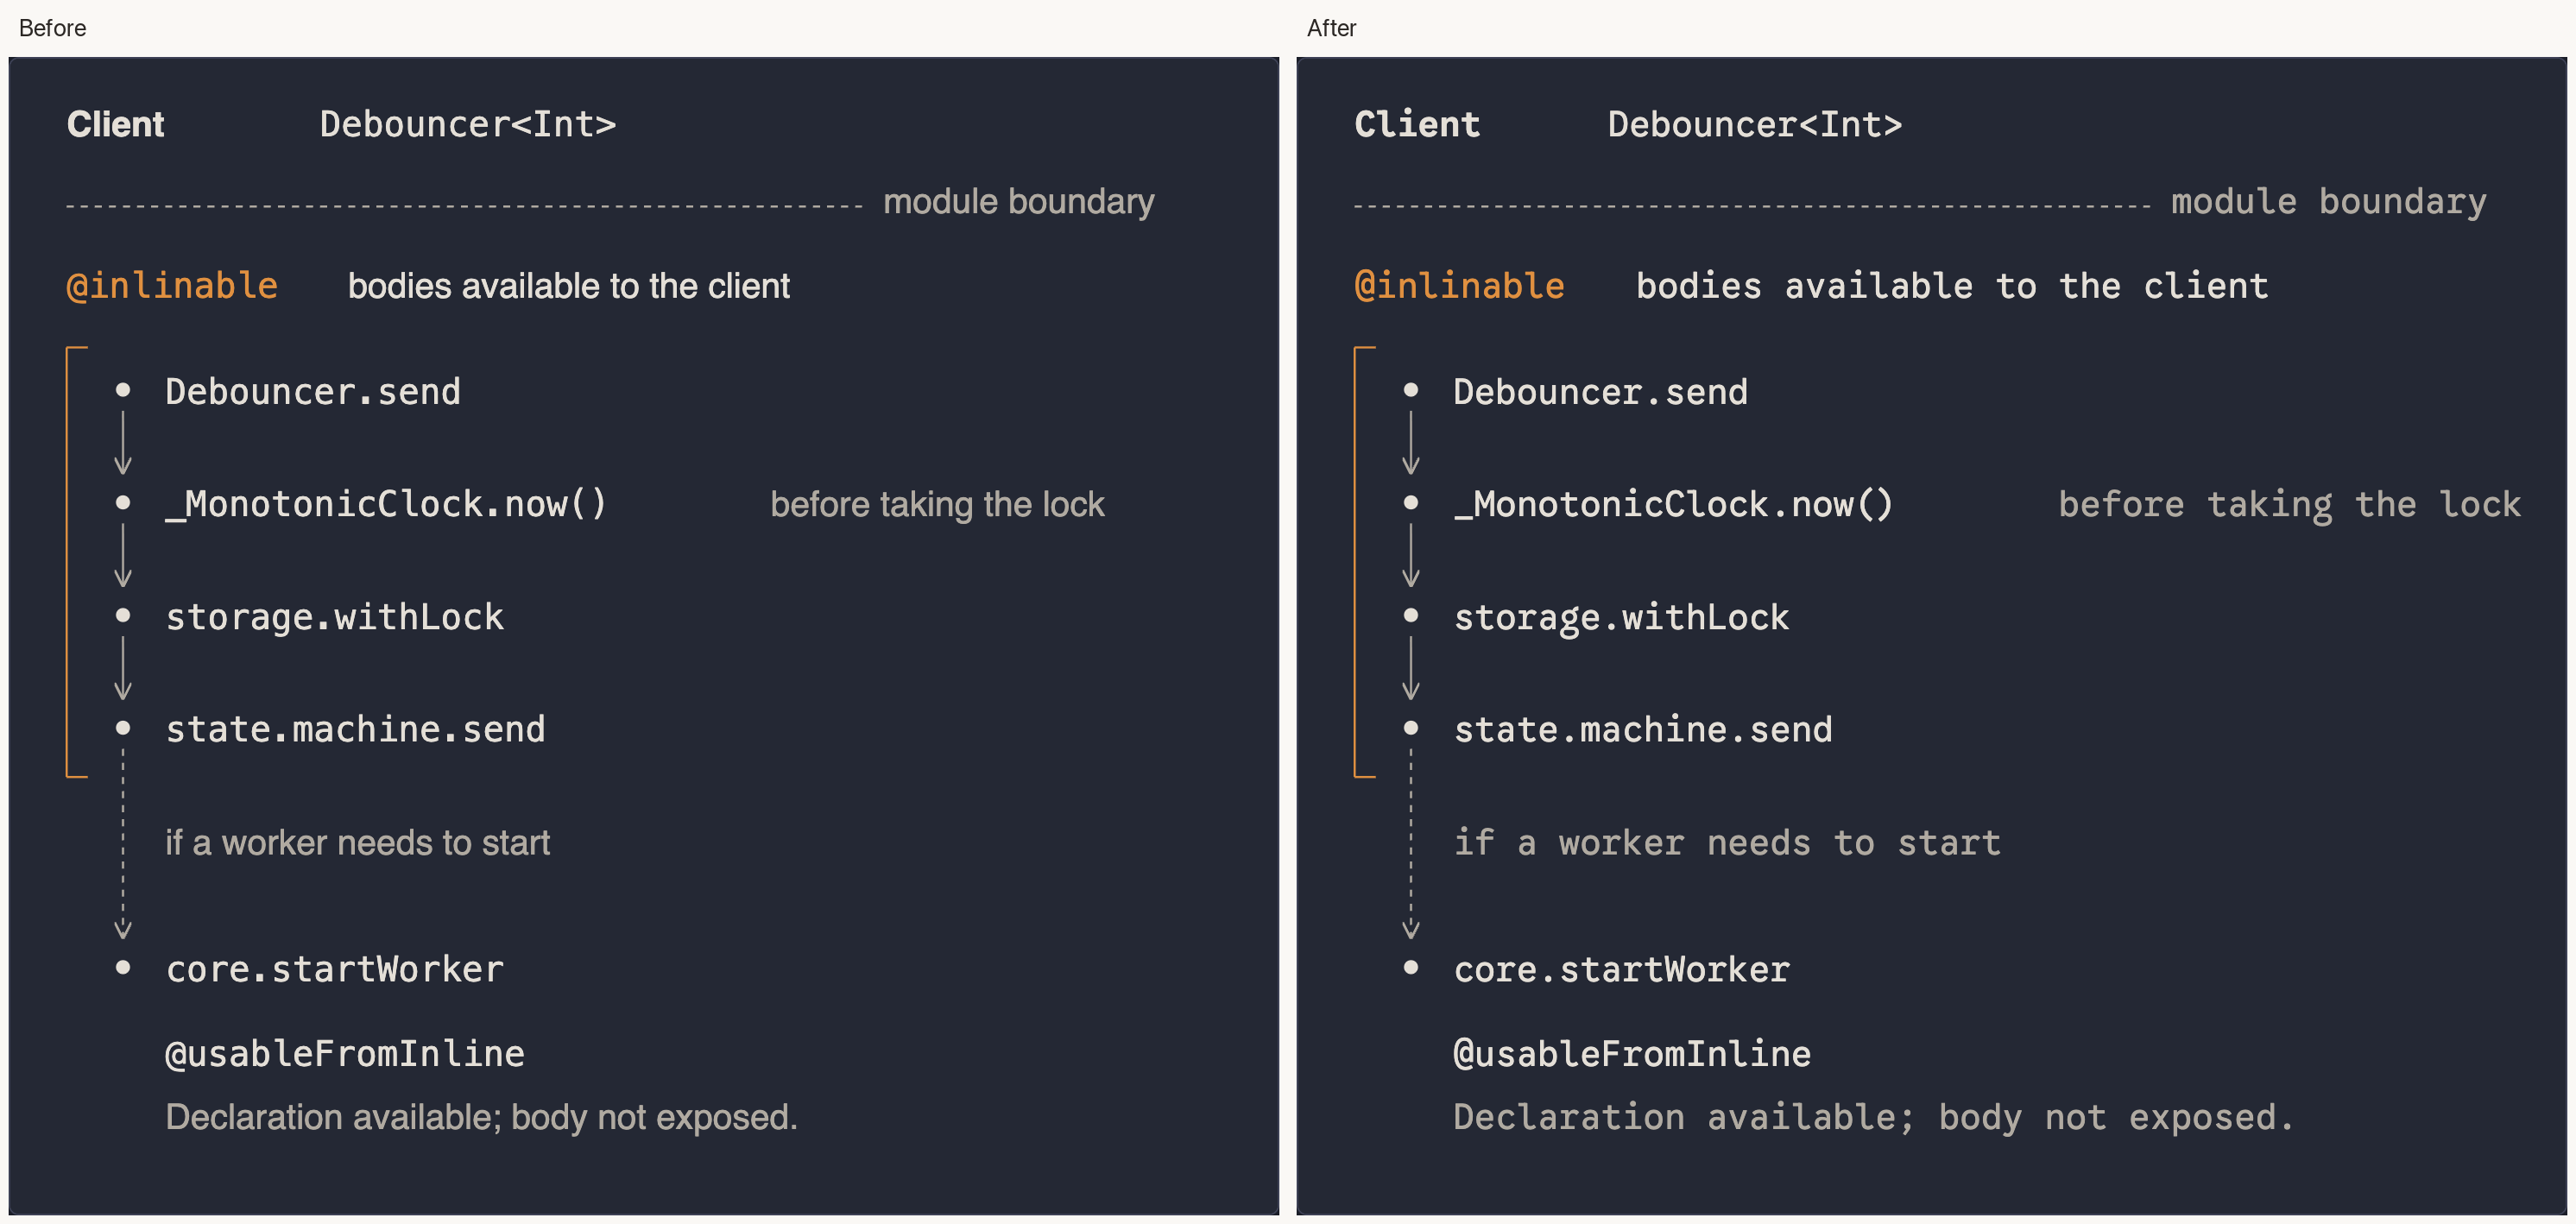 Before
Client Debouncer<Int>
module boundary
@inlinable bodies available to the client
Debouncer.send
_MonotonicClock.now() before taking the lock
storage.withLock
state.machine.send
if a worker needs to start
core.startWorker
@usableFromInline
Declaration available; body not exposed.
After
Client Debouncer<Int>
module boundary
@inlinable bodies available to the client
Debouncer.send
_MonotonicClock.now() before taking the lock
storage.withLock
state.machine.send
if a worker needs to start
core.startWorker
@usableFromInline
Declaration available; body not exposed.